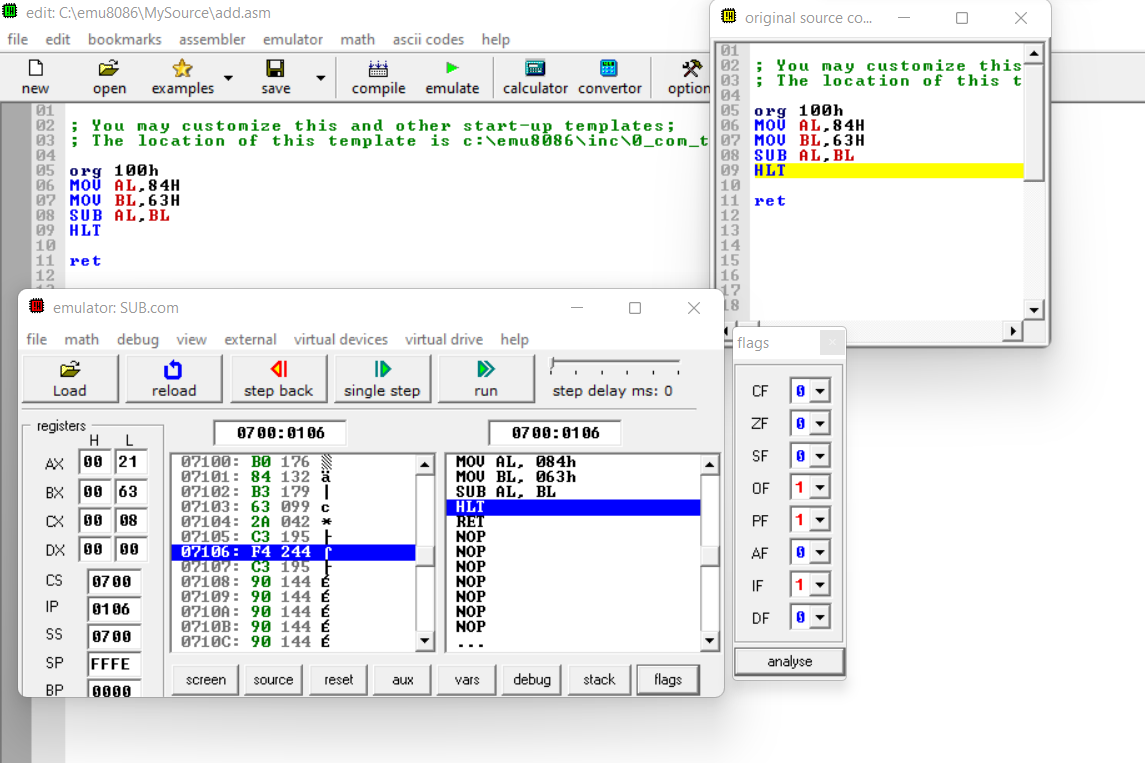 edit: C:\emu8086\MySource\add.asm
file edit bookmarks assembler emulator math ascii codes help
new open examples save compile emulate calculator convertor option
01
02 ; You may customize this and other start-up templates;
03 ; The location of this template is c:\emu8086\inc\0_com_t
04
05 org 100h
06 MOV AL,84H
07 MOV BL,63H
08 SUB AL,BL
09 HLT
10
11 ret
12
original source co...
01
02 ; You may customize this
03 ; The location of this t
04
05 org 100h
06 MOV AL,84H
07 MOV BL,63H
08 SUB AL,BL
09 HLT
10
11 ret
12
13
14
15
16
17
18
emulator: SUB.com
file math debug view external virtual devices virtual drive help
Load reload step back single step run step delay ms: 0
registers
H L
AX 00 21
BX 00 63
CX 00 08
DX 00 00
CS 0700
IP 0106
SS 0700
SP FFFE
BP 0000
0700:0106
07100: B0 176 ▒
07101: 84 132 ä
07102: B3 179 │
07103: 63 099 c
07104: 2A 042 *
07105: C3 195 ├
07106: F4 244 ⌠
07107: C3 195 ├
07108: 90 144 É
07109: 90 144 É
0710A: 90 144 É
0710B: 90 144 É
0710C: 90 144 É
0700:0106
MOV AL, 084h
MOV BL, 063h
SUB AL, BL
HLT
RET
NOP
NOP
NOP
NOP
NOP
NOP
NOP
...
screen source reset aux vars debug stack flags
flags
CF 0
ZF 0
SF 0
OF 1
PF 1
AF 0
IF 1
DF 0
analyse